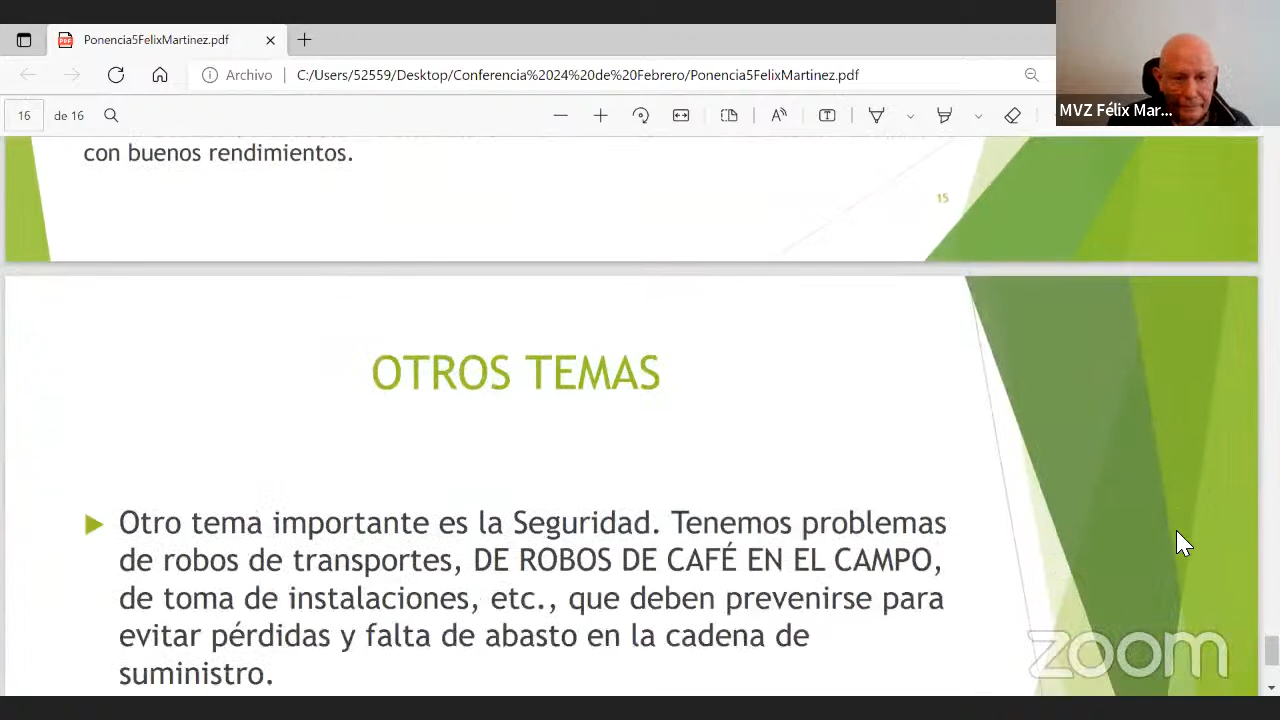 Ponencia5FelixMartinez.pdf
Archivo
C:/Users/52559/Desktop/Conferencia%2024%20de%20Febrero/Ponencia5FelixMartinez.pdf
16 de 16
MVZ Félix Mar...
con buenos rendimientos.
15
OTROS TEMAS
Otro tema importante es la Seguridad. Tenemos problemas
de robos de transportes, DE ROBOS DE CAFÉ EN EL CAMPO,
de toma de instalaciones, etc., que deben prevenirse para
evitar pérdidas y falta de abasto en la cadena de
suministro.
zoom